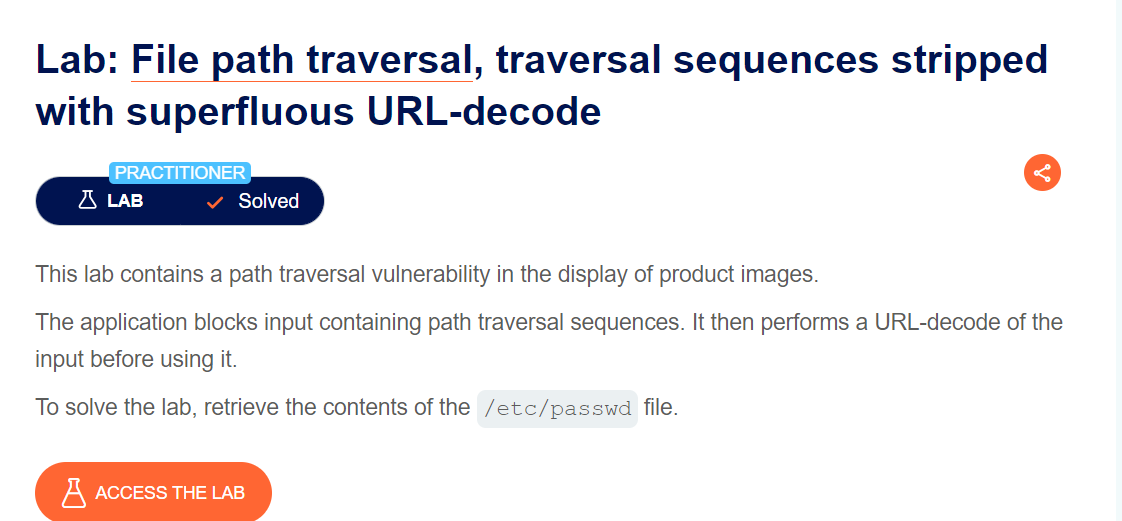 Lab: File path traversal, traversal sequences stripped
with superfluous URL-decode
PRACTITIONER
LAB Solved
This lab contains a path traversal vulnerability in the display of product images.
The application blocks input containing path traversal sequences. It then performs a URL-decode of the
input before using it.
To solve the lab, retrieve the contents of the /etc/passwd file.
ACCESS THE LAB